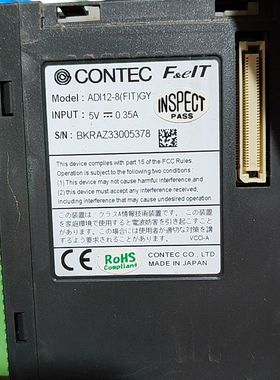 CONTEC F&eIT
Model: ADI12-8(FIT)GY
INPUT: 5V ⎓ 0.35A
INSPECT
PASS
S/N : BKRAZ33005378
This device complies with part 15 of the FCC Rules.
Operation is subject to the following two conditions:
(1) This device may not cause harmful interference,and
(2) This device must accept any interference received,
including interference that may cause undesired
operation.
この装置は、クラスA情報技術装置です。この装置
を家庭環境で使用すると電波妨害を引き起こすことが
あります。この場合には使用者が適切な対策を講
ずるよう要求されることがあります。 VCCI-A
CE RoHS
Compliant
CONTEC CO., LTD.
MADE IN JAPAN